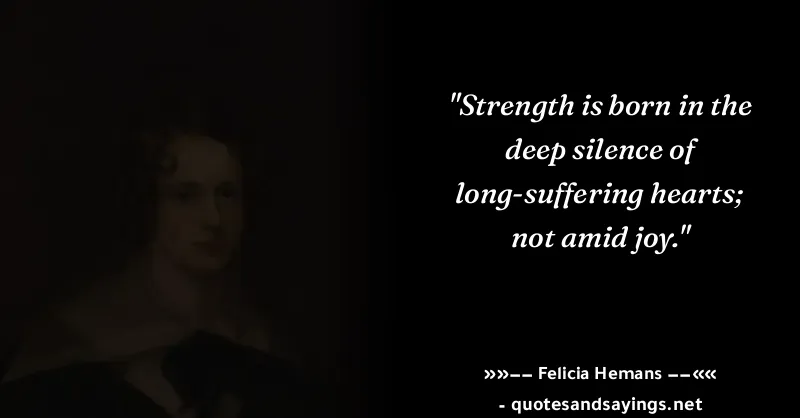 "Strength is born in the
deep silence of
long-suffering hearts;
not amid joy."
»»−− Felicia Hemans −−««
- quotesandsayings.net